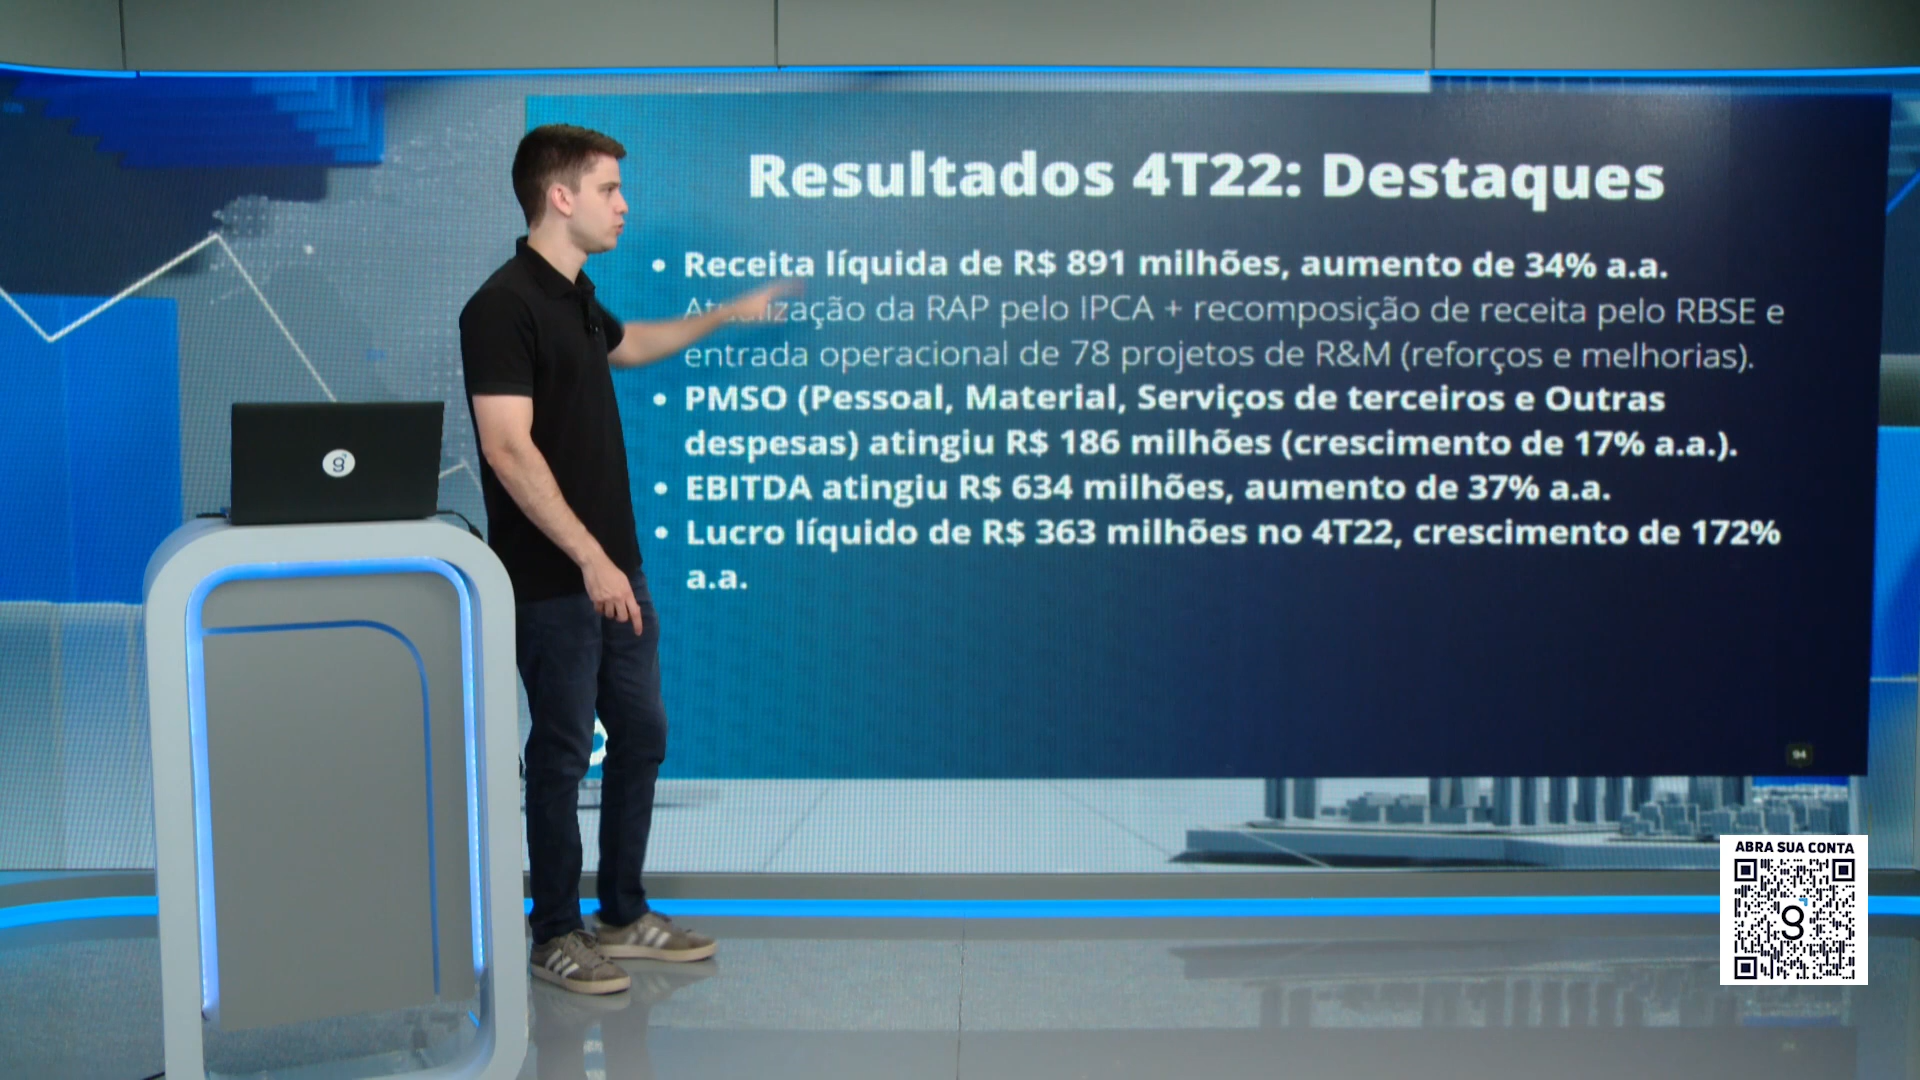 Resultados 4T22: Destaques
• Receita líquida de R$ 891 milhões, aumento de 34% a.a.
Atualização da RAP pelo IPCA + recomposição de receita pelo RBSE e
entrada operacional de 78 projetos de R&M (reforços e melhorias).
• PMSO (Pessoal, Material, Serviços de terceiros e Outras
despesas) atingiu R$ 186 milhões (crescimento de 17% a.a.).
• EBITDA atingiu R$ 634 milhões, aumento de 37% a.a.
• Lucro líquido de R$ 363 milhões no 4T22, crescimento de 172%
a.a.
94
ABRA SUA CONTA
g
g